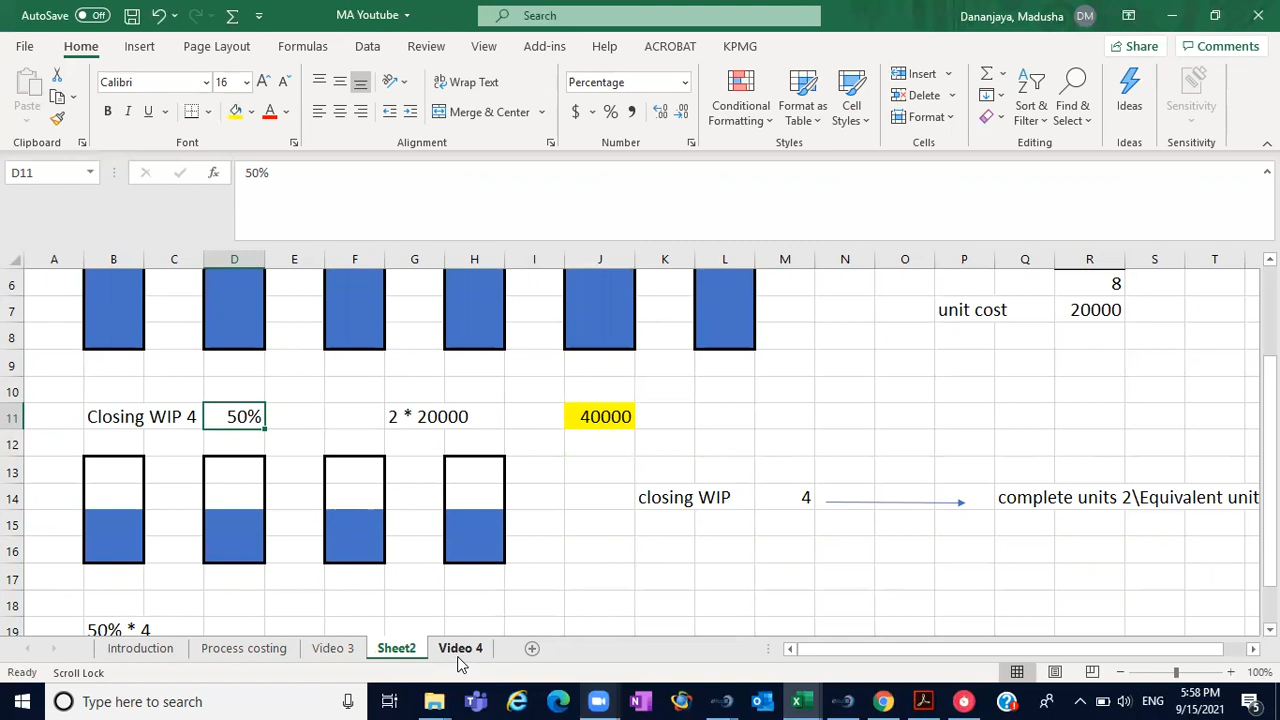 AutoSave Off MA Youtube Search Dananjaya, Madusha DM
File Home Insert Page Layout Formulas Data Review View Add-ins Help ACROBAT KPMG Share Comments
Calibri 16 Wrap Text Percentage Insert
Paste B I U A Merge & Center $ % Conditional Formatting Format as Table Cell Styles Delete Format Sort & Filter Find & Select Ideas Sensitivity
Clipboard Font Alignment Number Styles Cells Editing Ideas Sensitivity
D11 fx 50%
A B C D E F G H I J K L M N O P Q R S T
6 8
7 unit cost 20000
8
9
10
11 Closing WIP 4 50% 2 * 20000 40000
12
13
14 closing WIP 4 complete units 2\Equivalent unit
15
16
17
18
19 50% * 4
Introduction Process costing Video 3 Sheet2 Video 4
Ready Scroll Lock 100%
Type here to search ENG 5:58 PM 9/15/2021 5